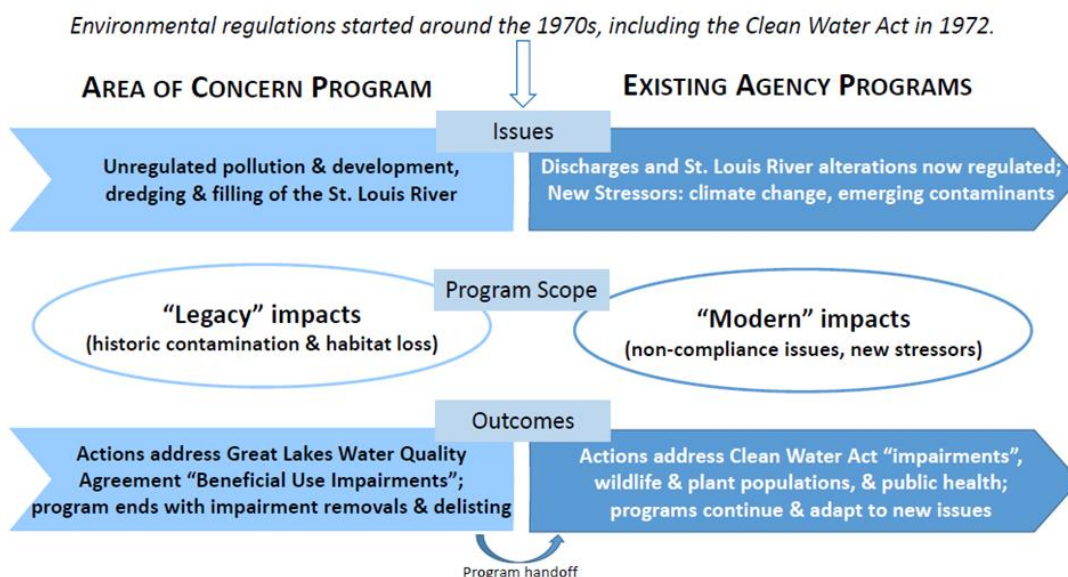 Environmental regulations started around the 1970s, including the Clean Water Act in 1972.
AREA OF CONCERN PROGRAM
EXISTING AGENCY PROGRAMS
Issues
Unregulated pollution & development,
dredging & filling of the St. Louis River
Discharges and St. Louis River alterations now regulated;
New Stressors: climate change, emerging contaminants
Program Scope
“Legacy” impacts
(historic contamination & habitat loss)
“Modern” impacts
(non-compliance issues, new stressors)
Outcomes
Actions address Great Lakes Water Quality
Agreement “Beneficial Use Impairments”;
program ends with impairment removals & delisting
Actions address Clean Water Act “impairments”,
wildlife & plant populations, & public health;
programs continue & adapt to new issues
Program handoff